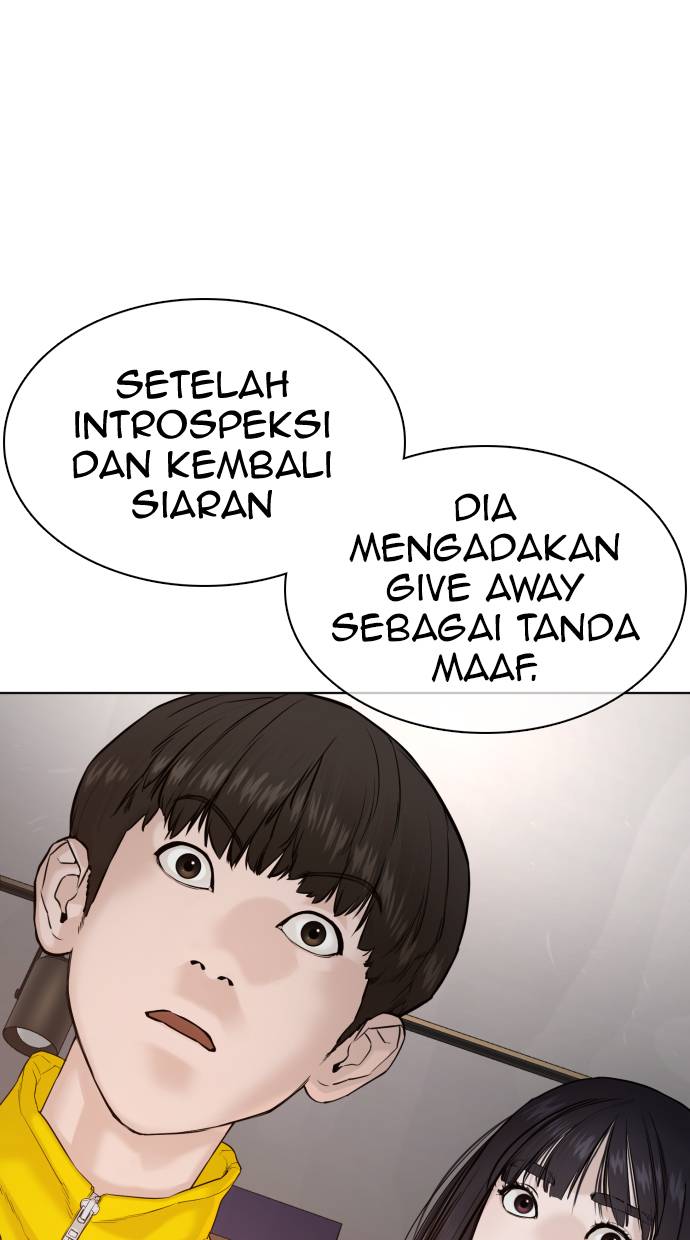 SETELAH
INTROSPEKSI
DAN KEMBALI
SIARAN
DIA
MENGADAKAN
GIVE AWAY
SEBAGAI TANDA
MAAF.